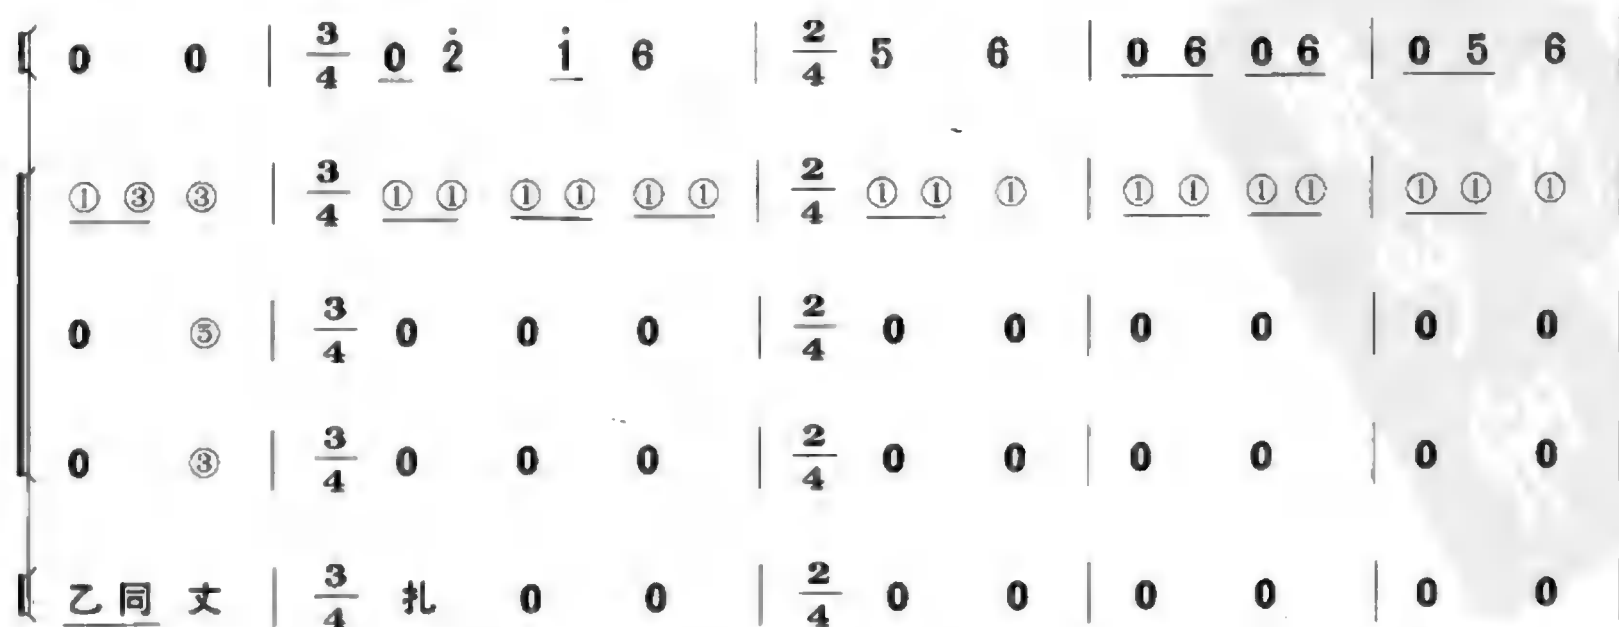 0 0 | 3/4 0 2̇ 1̇ 6 | 2/4 5 6 | 0 6 0 6 | 0 5 6
① ③ ③ | 3/4 ① ① ① ① ① ① | 2/4 ① ① ① | ① ① ① ① | ① ① ①
0 ⑤ | 3/4 0 0 0 | 2/4 0 0 | 0 0 | 0 0
0 ③ | 3/4 0 0 0 | 2/4 0 0 | 0 0 | 0 0
乙 同 丈 | 3/4 扎 0 0 | 2/4 0 0 | 0 0 | 0 0